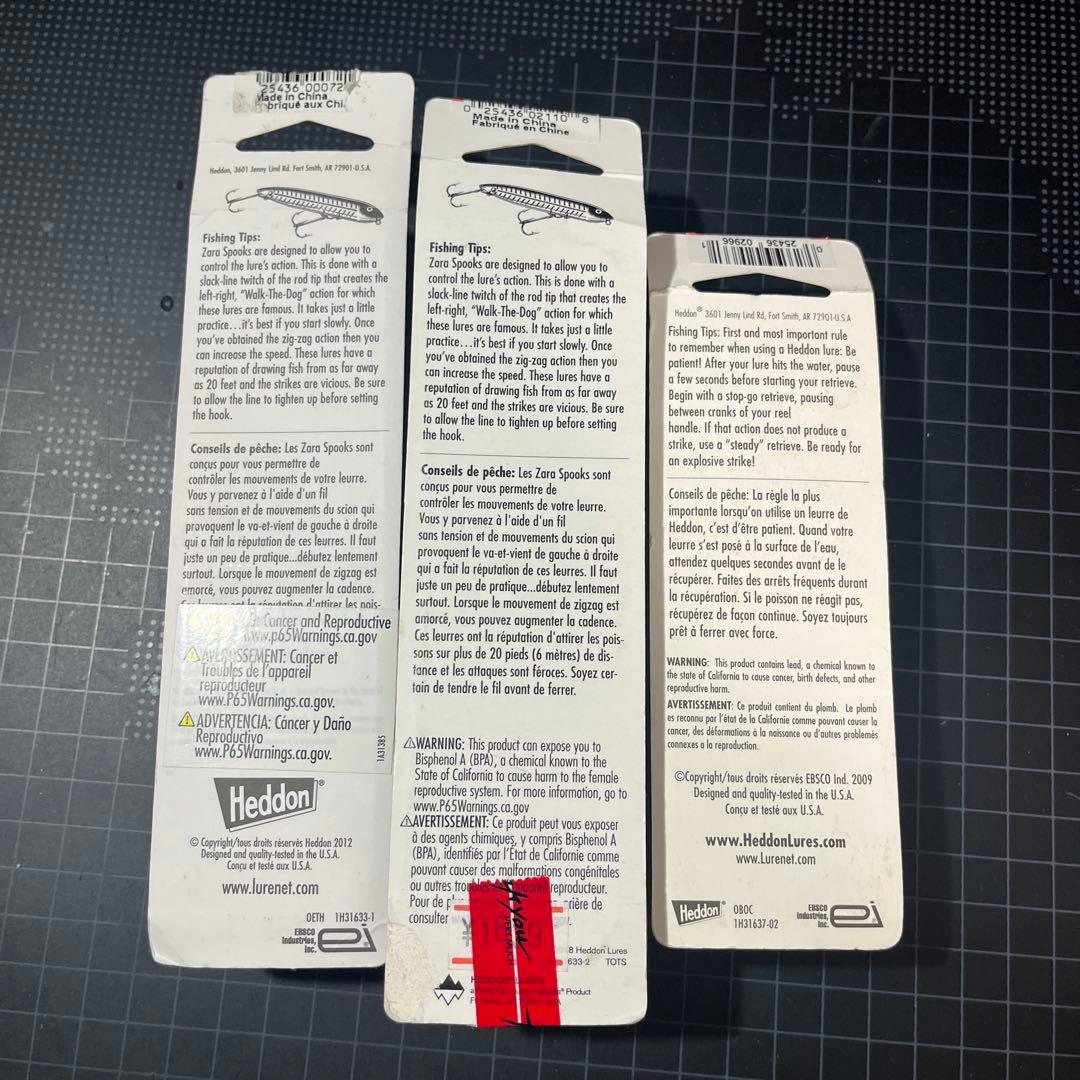 25436 00072
Made in China
briqué aux Chi
Heddon, 3601 Jenny Lind Rd. Fort Smith, AR 72901-U.S.A.
Fishing Tips:
Zara Spooks are designed to allow you to
control the lure's action. This is done with a
slack-line twitch of the rod tip that creates the
left-right, "Walk-The-Dog" action for which
these lures are famous. It takes just a little
practice...it's best if you start slowly. Once
you've obtained the zig-zag action then you
can increase the speed. These lures have a
reputation of drawing fish from as far away
as 20 feet and the strikes are vicious. Be sure
to allow the line to tighten up before setting
the hook.
Conseils de pêche: Les Zara Spooks sont
conçus pour vous permettre de
contrôler les mouvements de votre leurre.
Vous y parvenez à l'aide d'un fil
sans tension et de mouvements du scion qui
provoquent le va-et-vient de gauche à droite
qui a fait la réputation de ces leurres. Il faut
juste un peu de pratique...débutez lentement
surtout. Lorsque le mouvement de zigzag est
amorcé, vous pouvez augmenter la cadence.
Ces leurres ont la réputation d'attirer les pois-
: Cancer and Reproductive
www.p65Warnings.ca.gov
AVERTISSEMENT: Cancer et
Troubles de l'appareil
reproducteur
www.P65Warnings.ca.gov.
ADVERTENCIA: Cáncer y Daño
Reproductivo
www.P65Warnings.ca.gov.
1A31385
Heddon®
© Copyright/tous droits réservés Heddon 2012
Designed and quality-tested in the U.S.A.
Conçu et testé aux U.S.A.
www.lurenet.com
OETH 1H31633-1
EBSCO
Industries,
Inc.
0 25436 02110 8
Made in China
Fabriqué en Chine
Fishing Tips:
Zara Spooks are designed to allow you to
control the lure's action. This is done with a
slack-line twitch of the rod tip that creates the
left-right, "Walk-The-Dog" action for which
these lures are famous. It takes just a little
practice...it's best if you start slowly. Once
you've obtained the zig-zag action then you
can increase the speed. These lures have a
reputation of drawing fish from as far away
as 20 feet and the strikes are vicious. Be sure
to allow the line to tighten up before setting
the hook.
Conseils de pêche: Les Zara Spooks sont
conçus pour vous permettre de
contrôler les mouvements de votre leurre.
Vous y parvenez à l'aide d'un fil
sans tension et de mouvements du scion qui
provoquent le va-et-vient de gauche à droite
qui a fait la réputation de ces leurres. Il faut
juste un peu de pratique...débutez lentement
surtout. Lorsque le mouvement de zigzag est
amorcé, vous pouvez augmenter la cadence.
Ces leurres ont la réputation d'attirer les pois-
sons sur plus de 20 pieds (6 mètres) de dis-
tance et les attaques sont féroces. Soyez cer-
tain de tendre le fil avant de ferrer.
WARNING: This product can expose you to
Bisphenol A (BPA), a chemical known to the
State of California to cause harm to the female
reproductive system. For more information, go to
www.P65Warnings.ca.gov
AVERTISSEMENT: Ce produit peut vous exposer
à des agents chimiques, y compris Bisphenol A
(BPA), identifiés par l'État de Californie comme
pouvant causer des malformations congénitales
ou autres troubles reproducteur.
Pour de
consulter
8 Heddon Lures
633-2 TOTS
HEDDON LURES
Product
0 25436 02966 1
Heddon® 3601 Jenny Lind Rd, Fort Smith, AR 72901-U.S.A
Fishing Tips: First and most important rule
to remember when using a Heddon lure: Be
patient! After your lure hits the water, pause
a few seconds before starting your retrieve.
Begin with a stop-go retrieve, pausing
between cranks of your reel
handle. If that action does not produce a
strike, use a "steady" retrieve. Be ready for
an explosive strike!
Conseils de pêche: La règle la plus
importante lorsqu'on utilise un leurre de
Heddon, c'est d'être patient. Quand votre
leurre s'est posé à la surface de l'eau,
attendez quelques secondes avant de le
récupérer. Faites des arrêts fréquents durant
la récupération. Si le poisson ne réagit pas,
récupérez de façon continue. Soyez toujours
prêt à ferrer avec force.
WARNING: This product contains lead, a chemical known to
the state of California to cause cancer, birth defects, and other
reproductive harm.
AVERTISSEMENT: Ce produit contient du plomb. Le plomb
es reconnu par l'état de la Californie comme pouvant causer la
cancer, des déformations à la naissance ou d'autres problèmes
connexes a la reproduction.
©Copyright/tous droits réservés EBSCO Ind. 2009
Designed and quality-tested in the U.S.A.
Conçu et testé aux U.S.A.
www.HeddonLures.com
www.Lurenet.com
Heddon®
OBOC
1H31637-02
EBSCO
Industries,
Inc.